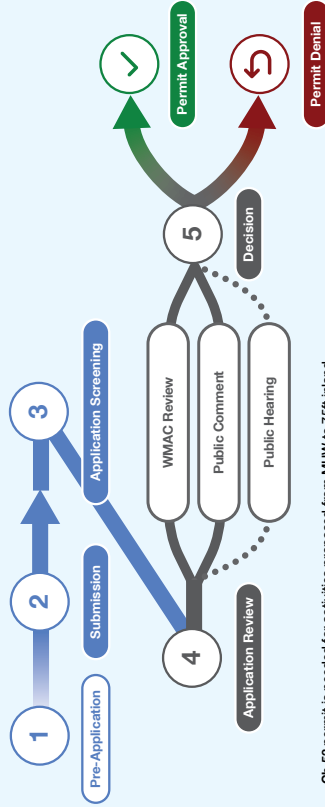 1
2
3
Pre-Application
Submission
Application Screening
4
WMAC Review
Public Comment
Public Hearing
5
Application Review
Decision
Permit Approval
Permit Denial